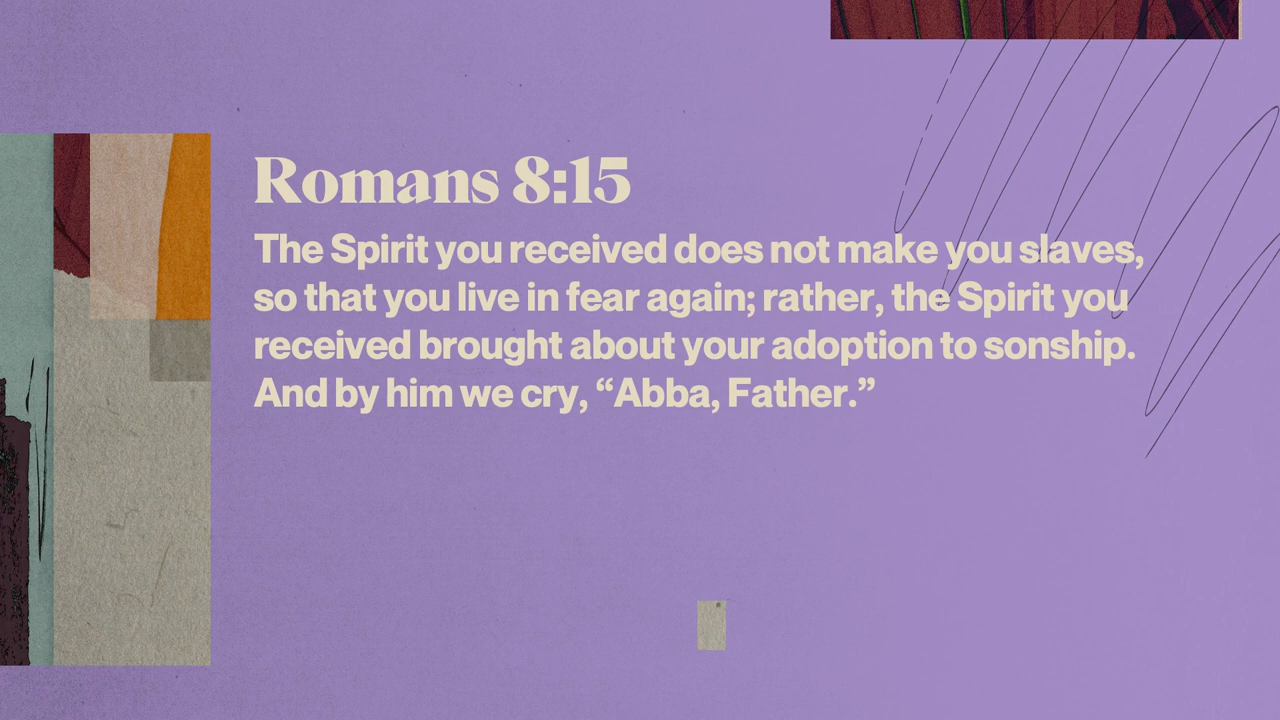 Romans 8:15
The Spirit you received does not make you slaves,
so that you live in fear again; rather, the Spirit you
received brought about your adoption to sonship.
And by him we cry, “Abba, Father.”